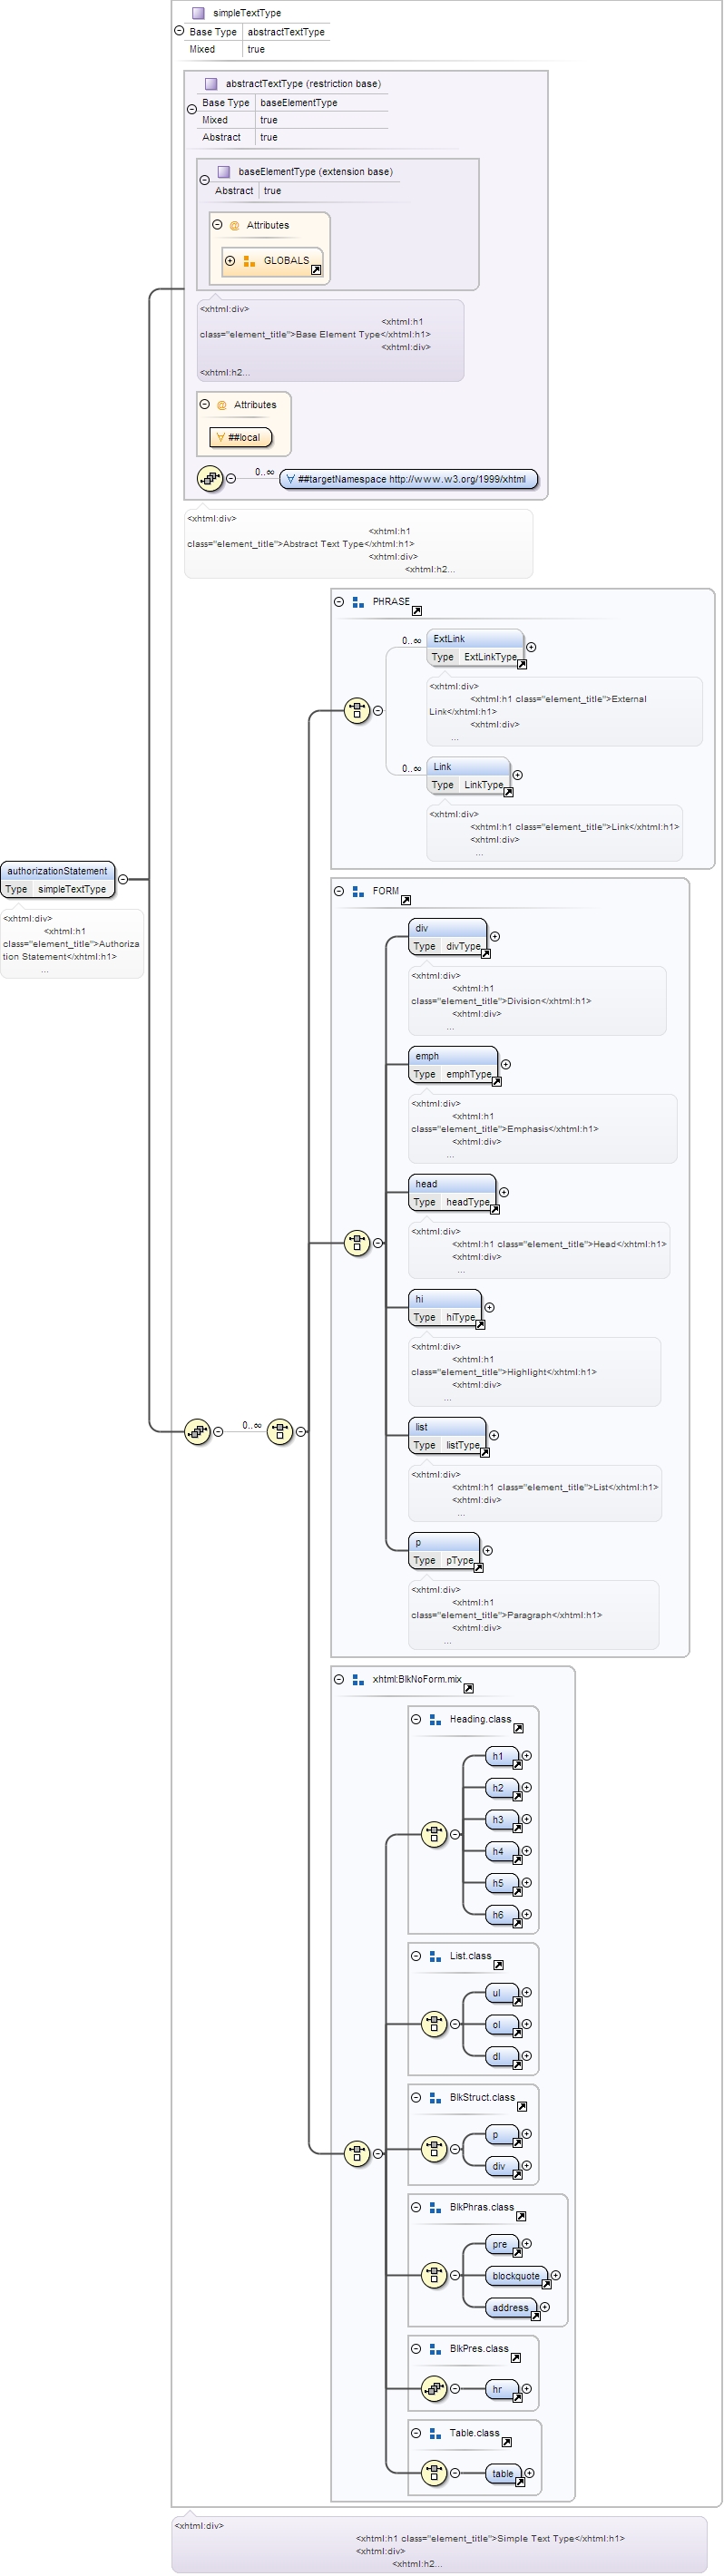 simpleTextType
Base Type abstractTextType
Mixed true
abstractTextType (restriction base)
Base Type baseElementType
Mixed true
Abstract true
baseElementType (extension base)
Abstract true
@ Attributes
GLOBALS
<xhtml:div>
<xhtml:h1
class="element_title">Base Element Type</xhtml:h1>
<xhtml:div>
<xhtml:h2...
@ Attributes
∀ ##local
0..∞
∀ ##targetNamespace http://www.w3.org/1999/xhtml
<xhtml:div>
<xhtml:h1
class="element_title">Abstract Text Type</xhtml:h1>
<xhtml:div>
<xhtml:h2...
PHRASE
0..∞
ExtLink
Type ExtLinkType
<xhtml:div>
<xhtml:h1 class="element_title">External
Link</xhtml:h1>
<xhtml:div>
...
0..∞
Link
Type LinkType
<xhtml:div>
<xhtml:h1 class="element_title">Link</xhtml:h1>
<xhtml:div>
...
authorizationStatement
Type simpleTextType
<xhtml:div>
<xhtml:h1
class="element_title">Authoriza
tion Statement</xhtml:h1>
...
FORM
div
Type divType
<xhtml:div>
<xhtml:h1
class="element_title">Division</xhtml:h1>
<xhtml:div>
...
emph
Type emphType
<xhtml:div>
<xhtml:h1
class="element_title">Emphasis</xhtml:h1>
<xhtml:div>
...
head
Type headType
<xhtml:div>
<xhtml:h1 class="element_title">Head</xhtml:h1>
<xhtml:div>
...
hi
Type hiType
<xhtml:div>
<xhtml:h1
class="element_title">Highlight</xhtml:h1>
<xhtml:div>
...
0..∞
list
Type listType
<xhtml:div>
<xhtml:h1 class="element_title">List</xhtml:h1>
<xhtml:div>
...
p
Type pType
<xhtml:div>
<xhtml:h1
class="element_title">Paragraph</xhtml:h1>
<xhtml:div>
...
xhtml:BlkNoForm.mix
Heading.class
h1
h2
h3
h4
h5
h6
List.class
ul
ol
dl
BlkStruct.class
p
div
BlkPhras.class
pre
blockquote
address
BlkPres.class
hr
Table.class
table
<xhtml:div>
<xhtml:h1 class="element_title">Simple Text Type</xhtml:h1>
<xhtml:div>
<xhtml:h2...